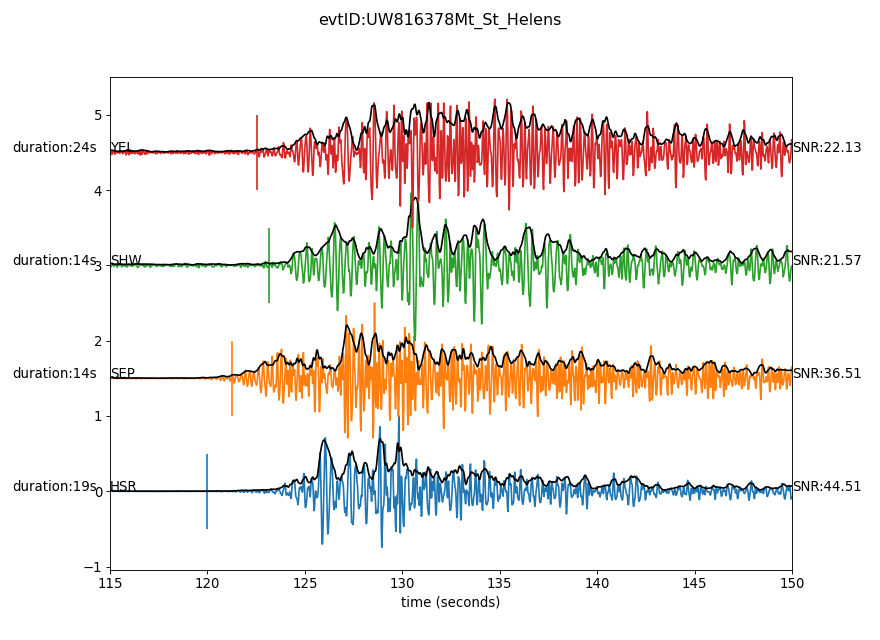 evtID:UW816378Mt_St_Helens
5
duration:24s YEL SNR:22.13
4
duration:14s SHW SNR:21.57
3
2
duration:14s SEP SNR:36.51
1
duration:19s HSR SNR:44.51
0
−1
115 120 125 130 135 140 145 150
time (seconds)